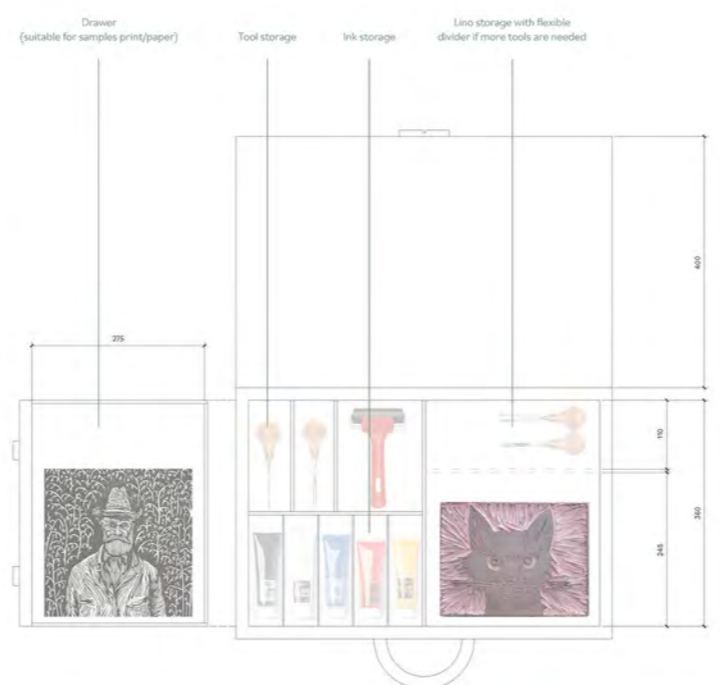 Drawer
(suitable for samples print/paper)
Tool storage
Ink storage
Lino storage with flexible
divider if more tools are needed
400
275
110
360
245